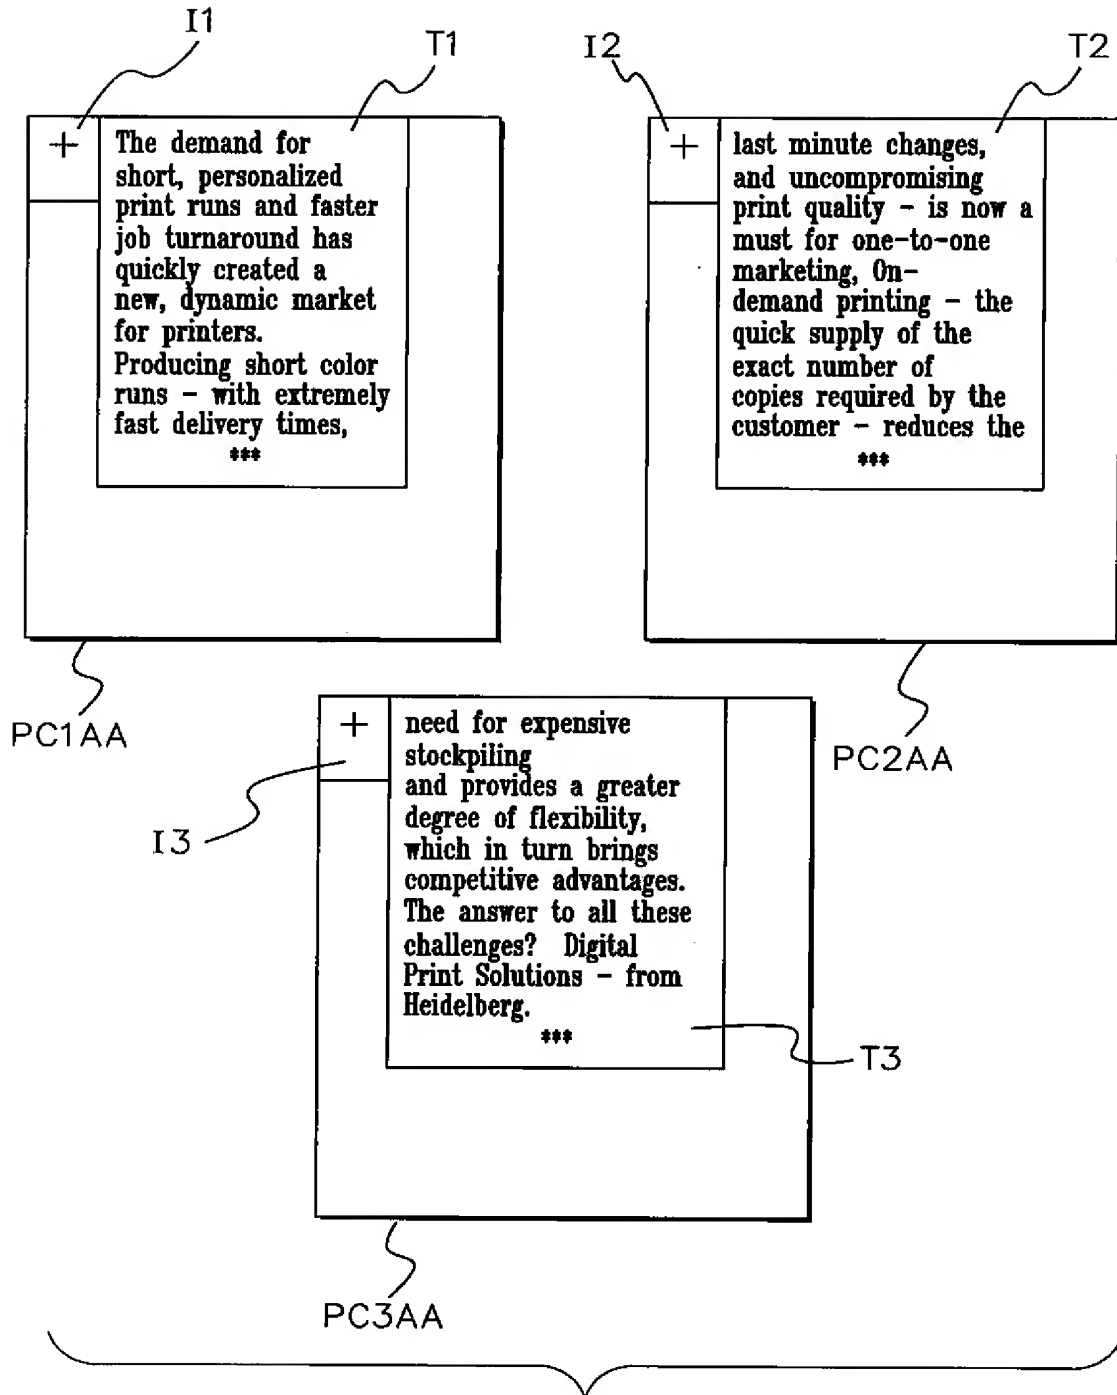 I1
T1
+
The demand for
short, personalized
print runs and faster
job turnaround has
quickly created a
new, dynamic market
for printers.
Producing short color
runs – with extremely
fast delivery times,
***
PC1AA
I2
T2
+
last minute changes,
and uncompromising
print quality – is now a
must for one-to-one
marketing, On-
demand printing – the
quick supply of the
exact number of
copies required by the
customer – reduces the
***
PC2AA
+
need for expensive
stockpiling
and provides a greater
degree of flexibility,
which in turn brings
competitive advantages.
The answer to all these
challenges? Digital
Print Solutions – from
Heidelberg.
***
I3
T3
PC3AA